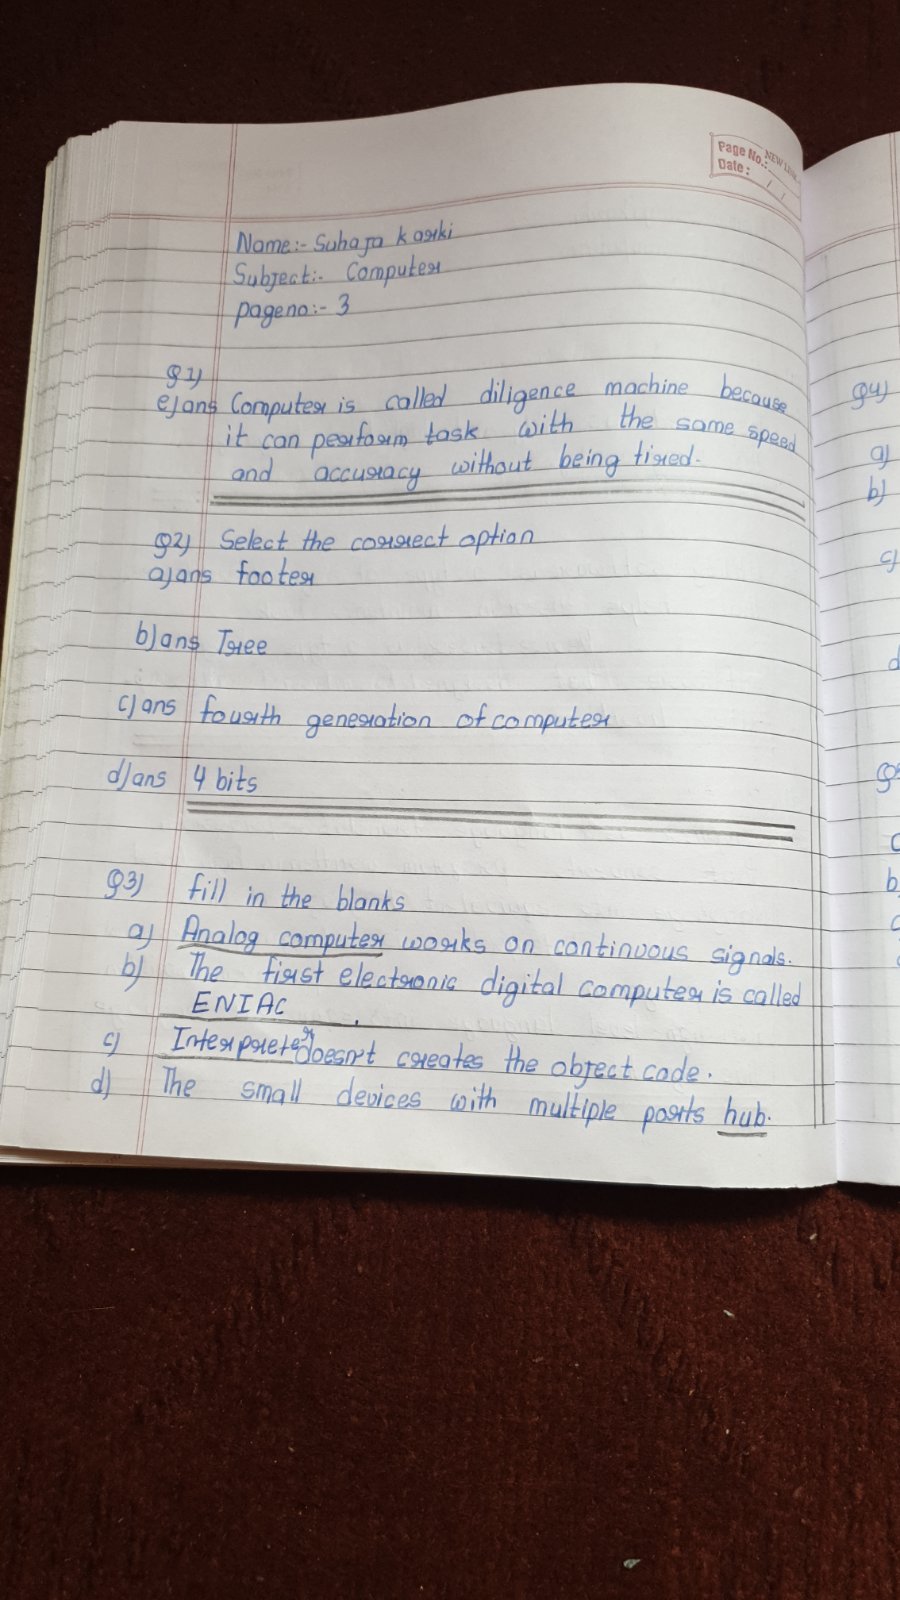 Page No.: NEW
Date: / /
Name:- Suhaja Karki
Subject:- Computer
pageno:- 3
Q1)
e) ans Computer is called diligence machine because
it can perform task with the same speed
and accuracy without being tired.
Q2) Select the correct option
a) ans footer
b) ans Tree
c) ans fourth generation of computer
d) ans 4 bits
Q3) fill in the blanks
a) Analog computer works on continuous signals.
b) The first electronic digital computer is called
ENIAC.
c) Interpreter doesn't creates the object code.
d) The small devices with multiple ports hub.
Q4)
a)
b)
c)
d
b